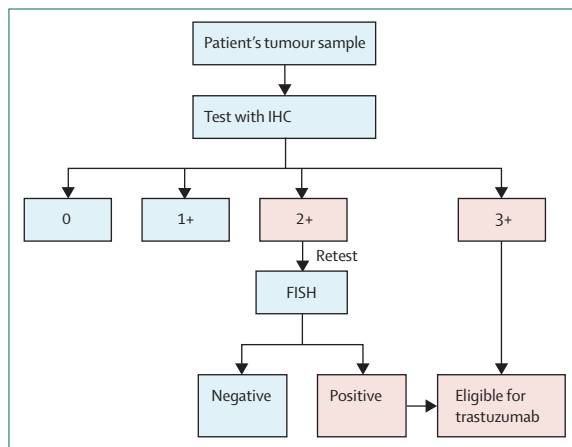 Patient's tumour sample
Test with IHC
0
1+
2+
3+
Retest
FISH
Negative
Positive
Eligible for
trastuzumab